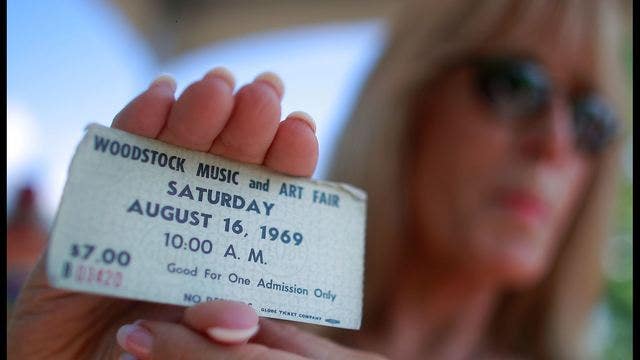 WOODSTOCK MUSIC and ART FAIR
SATURDAY
AUGUST 16, 1969
10:00 A. M.
$7.00
Good For One Admission Only
B 03420
NO
GLOBE TICKET COMPANY